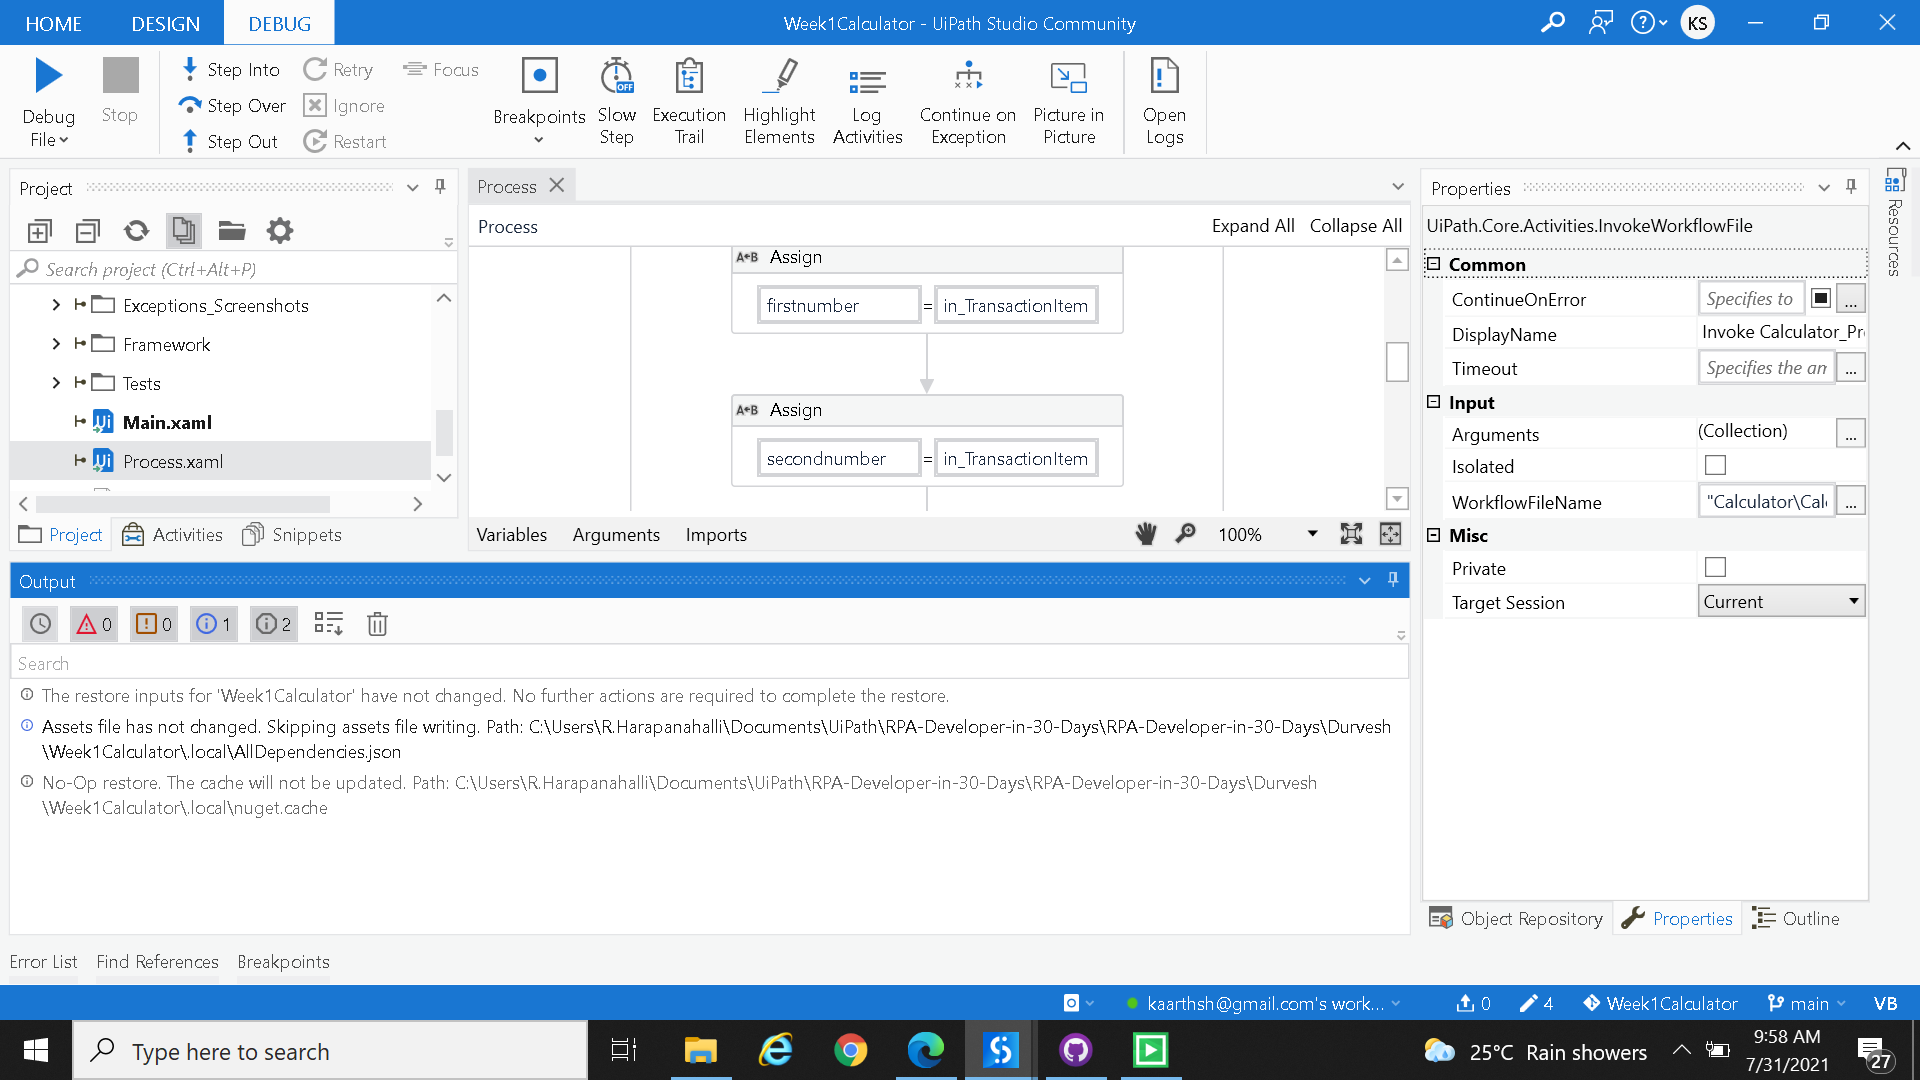 HOME DESIGN DEBUG Week1Calculator - UiPath Studio Community KS
Debug File
Stop
Step Into
Step Over
Step Out
Retry
Ignore
Restart
Focus
Breakpoints
Slow Step
OFF
Execution Trail
Highlight Elements
Log Activities
Continue on Exception
Picture in Picture
Open Logs
Project
Search project (Ctrl+Alt+P)
Exceptions_Screenshots
Framework
Tests
Main.xaml
Process.xaml
Project Activities Snippets
Process
Process Expand All Collapse All
A←B Assign
firstnumber = in_TransactionItem
A←B Assign
secondnumber = in_TransactionItem
Variables Arguments Imports 100%
Properties
UiPath.Core.Activities.InvokeWorkflowFile
Common
ContinueOnError Specifies to ...
DisplayName Invoke Calculator_Pr
Timeout Specifies the am ...
Input
Arguments (Collection) ...
Isolated
WorkflowFileName "Calculator\Cal ...
Misc
Private
Target Session Current
Object Repository Properties Outline
Resources
Output
0 0 1 2
Search
The restore inputs for 'Week1Calculator' have not changed. No further actions are required to complete the restore.
Assets file has not changed. Skipping assets file writing. Path: C:\Users\R.Harapanahalli\Documents\UiPath\RPA-Developer-in-30-Days\RPA-Developer-in-30-Days\Durvesh
\Week1Calculator\.local\AllDependencies.json
No-Op restore. The cache will not be updated. Path: C:\Users\R.Harapanahalli\Documents\UiPath\RPA-Developer-in-30-Days\RPA-Developer-in-30-Days\Durvesh
\Week1Calculator\.local\nuget.cache
Error List Find References Breakpoints
kaarthsh@gmail.com's work... 0 4 Week1Calculator main VB
Type here to search
25°C Rain showers
9:58 AM
7/31/2021
27